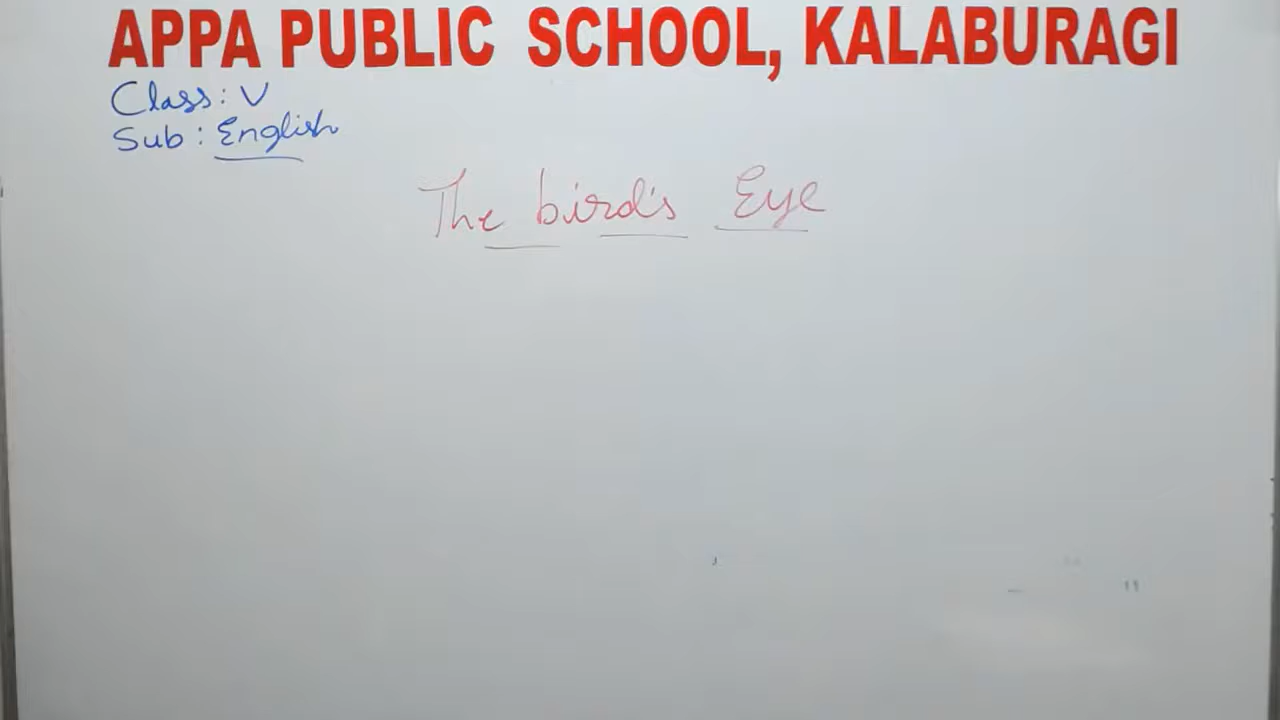 APPA PUBLIC SCHOOL, KALABURAGI
Class: V
Sub: English
The bird's Eye